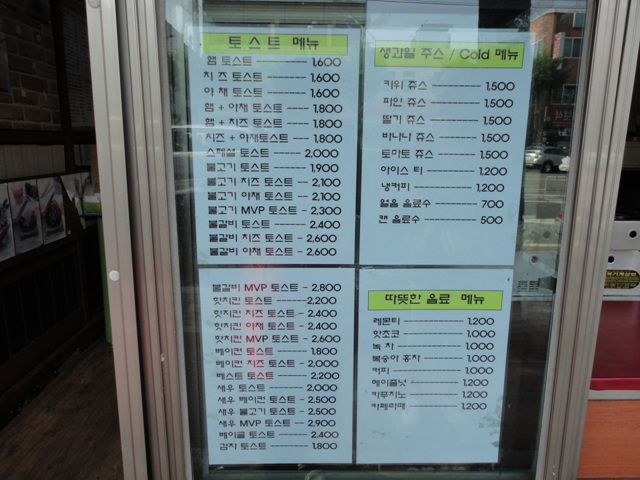 토스트 메뉴
햄 토스트 ------------ 1,600
치즈 토스트 --------- 1,600
야채 토스트 --------- 1,600
햄 + 야채 토스트 ---- 1,800
햄 + 치즈 토스트 ---- 1,800
치즈 + 야채토스트 --- 1,800
스페셜 토스트 ------ 2,000
불고기 토스트 ------- 1,900
불고기 치즈 토스트 -- 2,100
불고기 야채 토스트 -- 2,100
불고기 MVP 토스트 - 2,300
불갈비 토스트 ------- 2,400
불갈비 치즈 토스트 - 2,600
불갈비 야채 토스트 - 2,600
불갈비 MVP 토스트 - 2,800
핫치킨 토스트 -------2,200
핫치킨 치즈 토스트 - 2,400
핫치킨 야채 토스트 - 2,400
핫치킨 MVP 토스트 - 2,600
베이컨 토스트 ------ 1,800
베이컨 치즈 토스트 - 2,000
베스트 토스트 ------- 2,200
새우 토스트 -------- 2,000
새우 베이컨 토스트 - 2,500
새우 불고기 토스트 - 2,500
새우 MVP 토스트 --- 2,900
베이글 토스트 ------ 2,400
감자 토스트 -------- 1,800
생과일 쥬스 / Cold 메뉴
키위 쥬스 ---------- 1,500
파인 쥬스 ---------- 1,500
딸기 쥬스 ---------- 1,500
바나나 쥬스 -------- 1,500
토마토 쥬스 -------- 1,500
아이스 티 ---------- 1,200
냉커피 ------------- 1,200
얼음 음료수 ------- 700
캔 음료수 --------- 500
따뜻한 음료 메뉴
레몬티 ------------ 1,200
핫초코 ------------ 1,000
녹 차 ------------- 1,000
복숭아 홍차 ------- 1,000
커피 -------------- 1,000
헤이즐넛 --------- 1,200
카푸치노 --------- 1,200
카페라떼 --------- 1,200